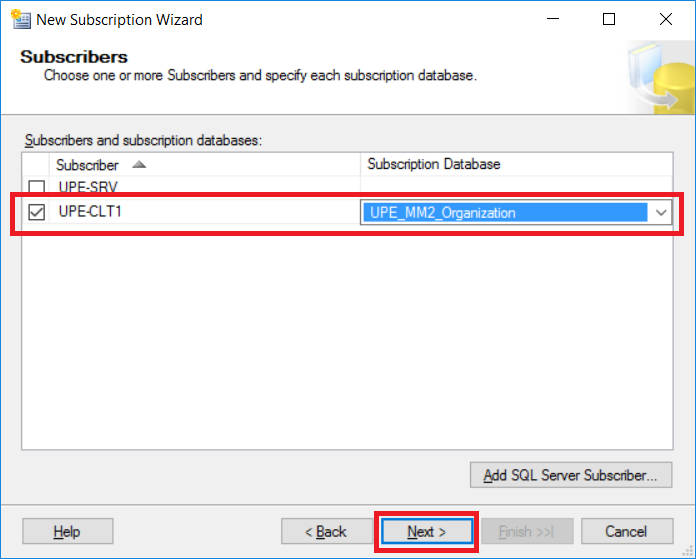 New Subscription Wizard
Subscribers
Choose one or more Subscribers and specify each subscription database.
Subscribers and subscription databases:
Subscriber Subscription Database
UPE-SRV
UPE-CLT1 UPE_MM2_Organization
Add SQL Server Subscriber...
Help < Back Next > Finish >>| Cancel